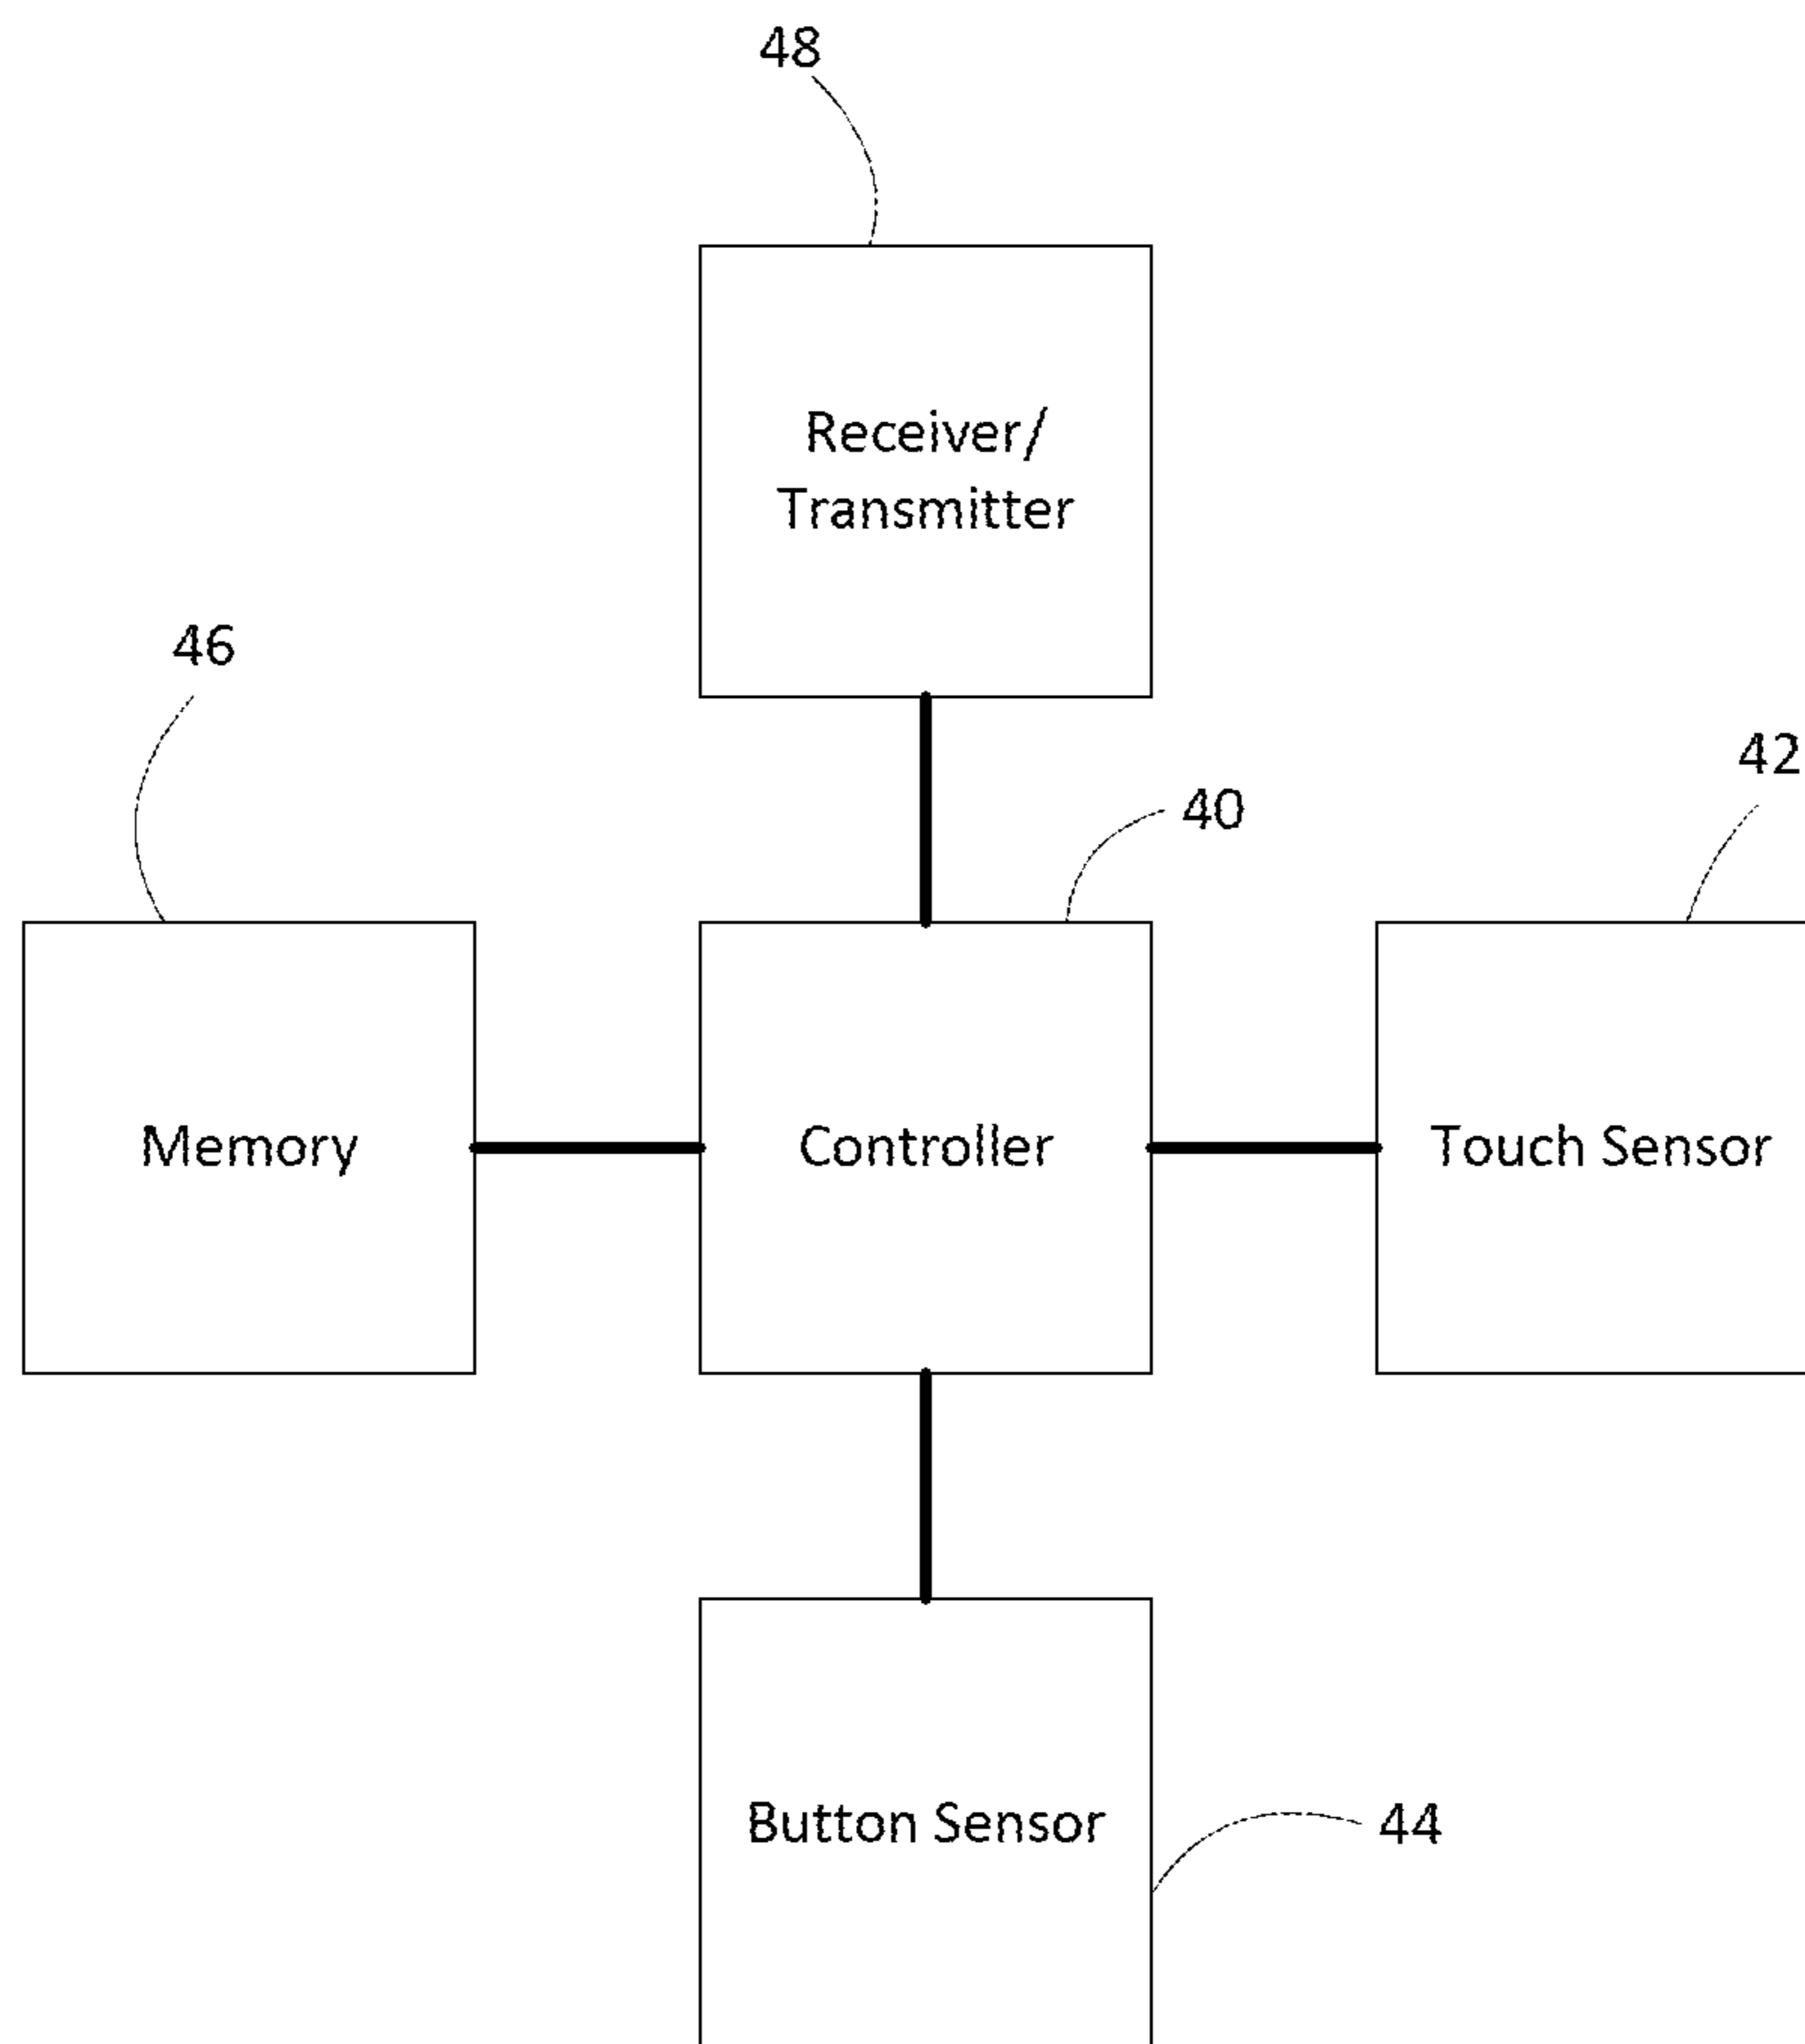 48
Receiver/
Transmitter
46
42
40
Memory
Controller
Touch Sensor
Button Sensor
44